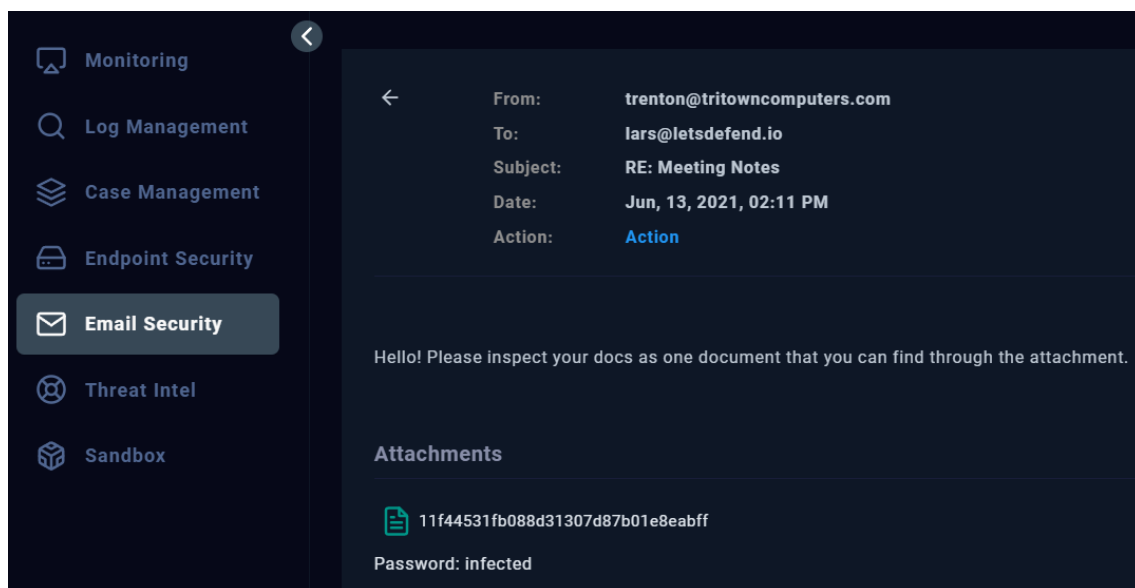 Monitoring
Log Management
Case Management
Endpoint Security
Email Security
Threat Intel
Sandbox
From: trenton@tritowncomputers.com
To: lars@letsdefend.io
Subject: RE: Meeting Notes
Date: Jun, 13, 2021, 02:11 PM
Action: Action
Hello! Please inspect your docs as one document that you can find through the attachment.
Attachments
11f44531fb088d31307d87b01e8eabff
Password: infected